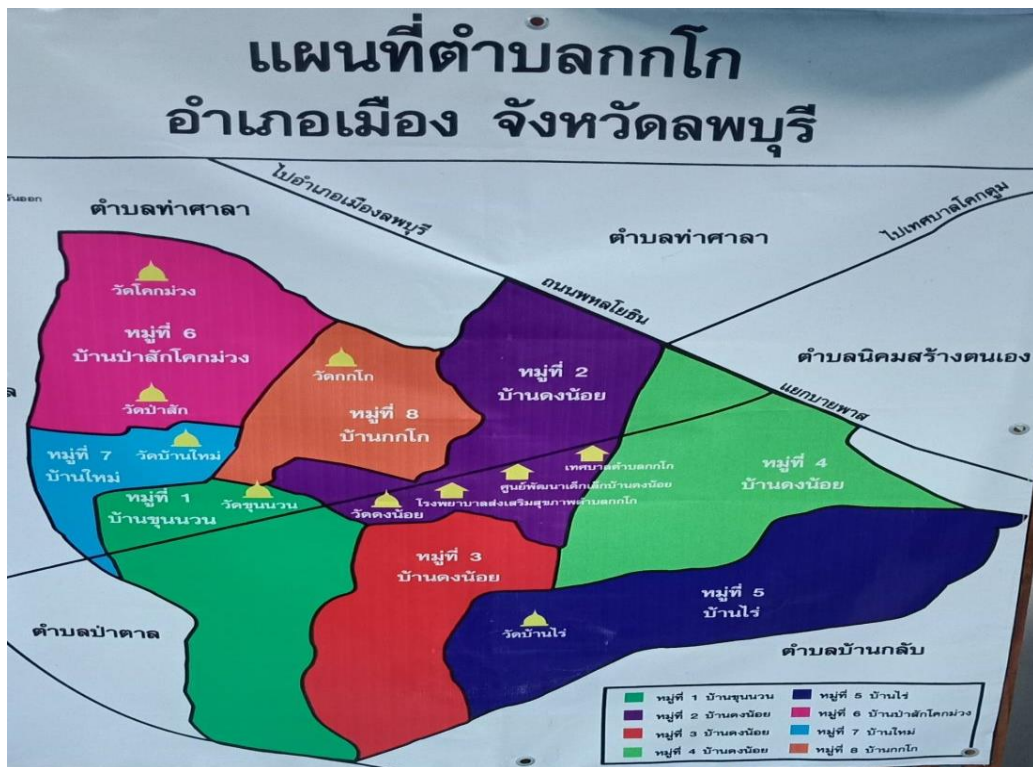 แผนที่ตำบลกกโก
อำเภอเมือง จังหวัดลพบุรี
ตำบลท่าศาลา
ไปอำเภอเมืองลพบุรี
ตำบลท่าศาลา
ไปเทศบาลโคกตูม
ถนนพหลโยธิน
ตำบลนิคมสร้างตนเอง
แยกบายพาส
วัดโคกม่วง
หมู่ที่ 6
บ้านป่าสักโคกม่วง
วัดป่าสัก
วัดกกโก
หมู่ที่ 8
บ้านกกโก
หมู่ที่ 2
บ้านดงน้อย
หมู่ที่ 7
บ้านใหม่
วัดบ้านใหม่
หมู่ที่ 1
บ้านขุนนวน
วัดขุนนวน
วัดดงน้อย
เทศบาลตำบลกกโก
ศูนย์พัฒนาเด็กเล็กบ้านดงน้อย
โรงพยาบาลส่งเสริมสุขภาพตำบลกกโก
หมู่ที่ 4
บ้านดงน้อย
หมู่ที่ 3
บ้านดงน้อย
หมู่ที่ 5
บ้านไร่
วัดบ้านไร่
ตำบลป่าตาล
ตำบลบ้านกลับ
หมู่ที่ 1 บ้านขุนนวน
หมู่ที่ 2 บ้านดงน้อย
หมู่ที่ 3 บ้านดงน้อย
หมู่ที่ 4 บ้านดงน้อย
หมู่ที่ 5 บ้านไร่
หมู่ที่ 6 บ้านป่าสักโคกม่วง
หมู่ที่ 7 บ้านใหม่
หมู่ที่ 8 บ้านกกโก